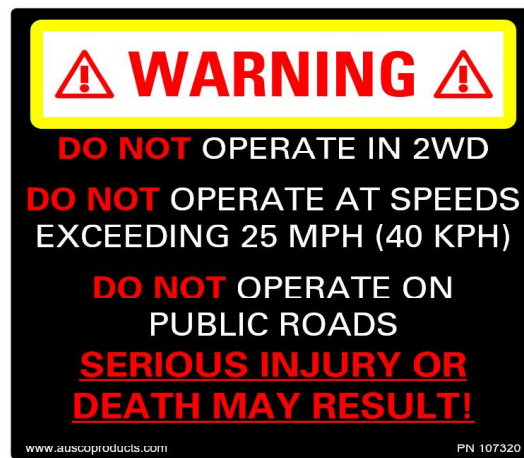 WARNING
DO NOT OPERATE IN 2WD
DO NOT OPERATE AT SPEEDS
EXCEEDING 25 MPH (40 KPH)
DO NOT OPERATE ON
PUBLIC ROADS
SERIOUS INJURY OR
DEATH MAY RESULT!
www.auscoproducts.com PN 107320